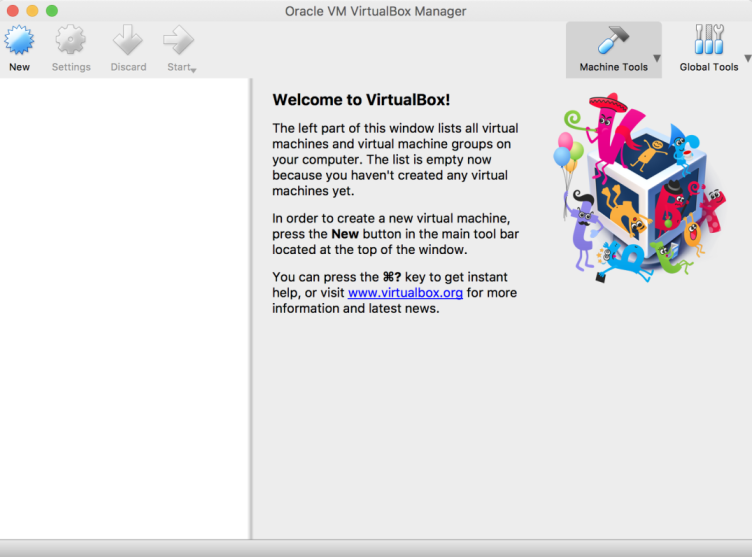 Oracle VM VirtualBox Manager
New
Settings
Discard
Start
Machine Tools
Global Tools
Welcome to VirtualBox!
The left part of this window lists all virtual
machines and virtual machine groups on
your computer. The list is empty now
because you haven't created any virtual
machines yet.
In order to create a new virtual machine,
press the New button in the main tool bar
located at the top of the window.
You can press the ⌘? key to get instant
help, or visit www.virtualbox.org for more
information and latest news.